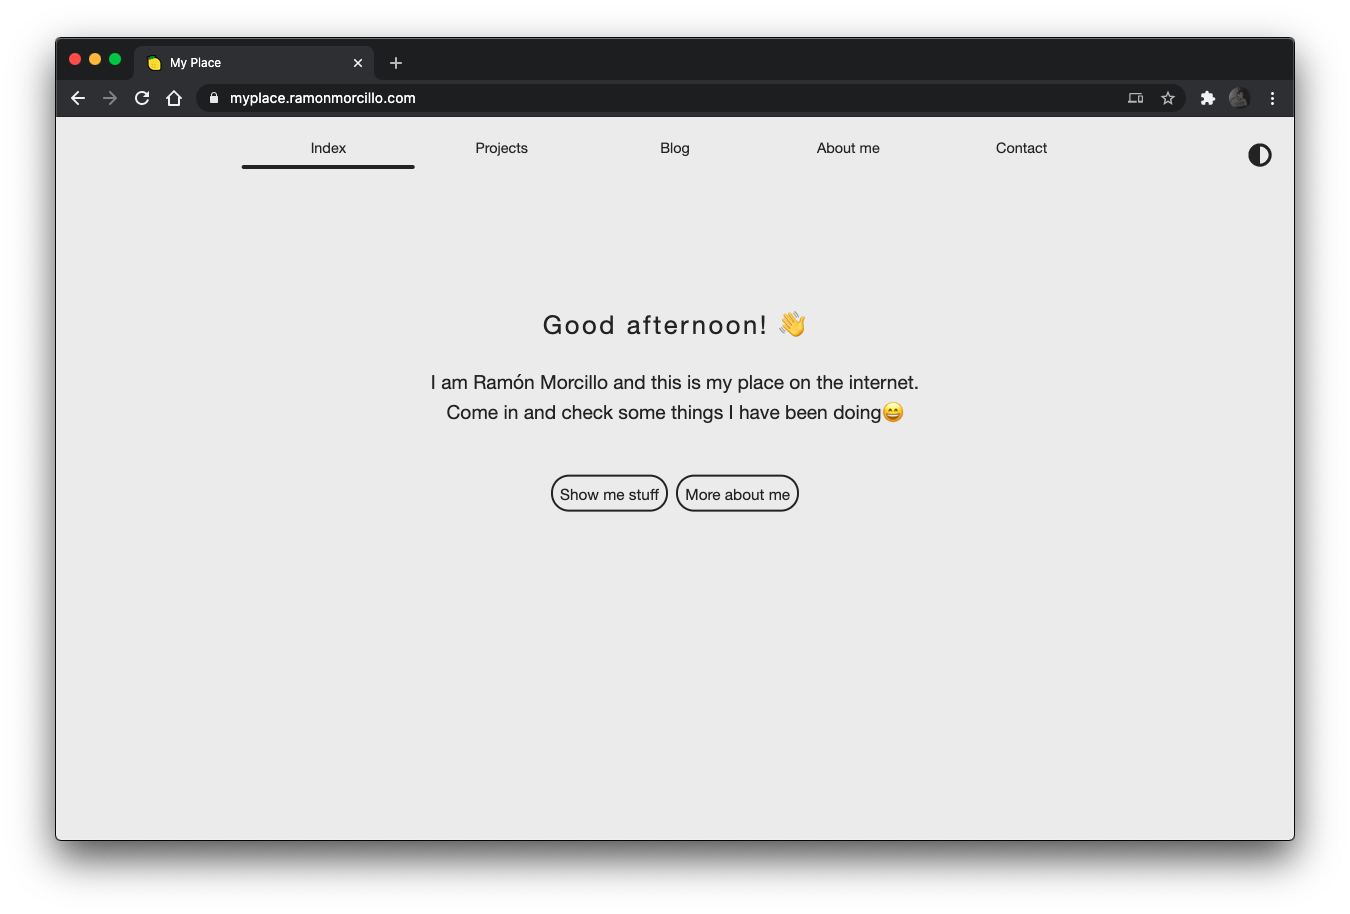 My Place
myplace.ramonmorcillo.com
Index Projects Blog About me Contact
Good afternoon! 👋
I am Ramón Morcillo and this is my place on the internet.
Come in and check some things I have been doing😄
Show me stuff More about me